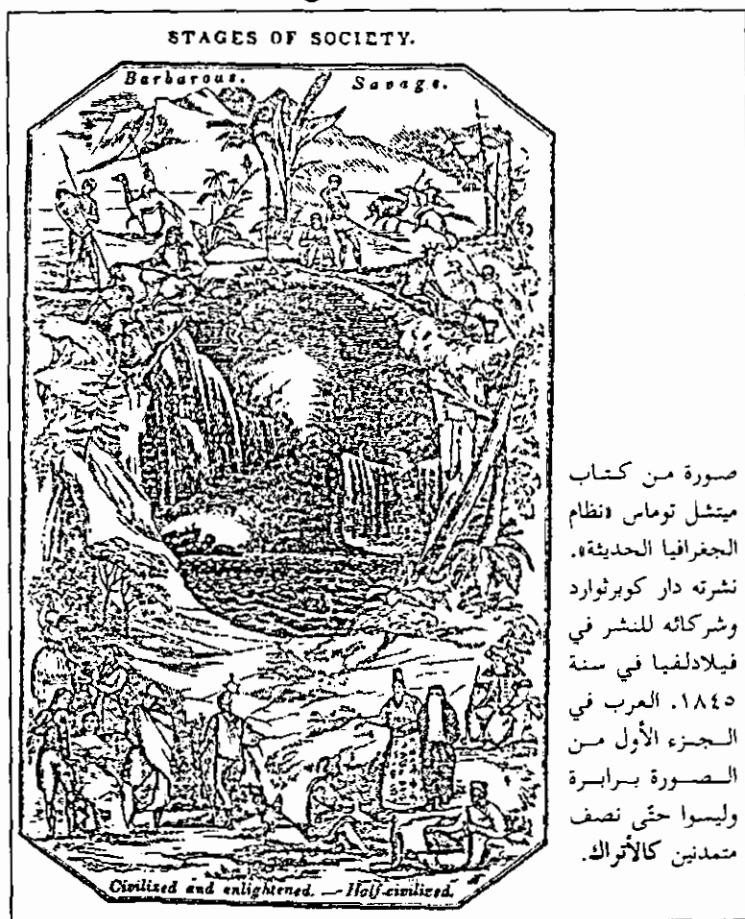 STAGES OF SOCIETY.
Barbarous. Savage.
Civilized and enlightened. — Half-civilized.
صورة من كتاب
ميتشل توماس «نظام
الجغرافيا الحديثة».
نشرته دار كوبرثوارد
وشركائه للنشر في
فيلادلفيا في سنة
١٨٤٥. العرب في
الجزء الأول من
الصورة برابرة
وليسوا حتّى نصف
متمدنين كالأتراك.